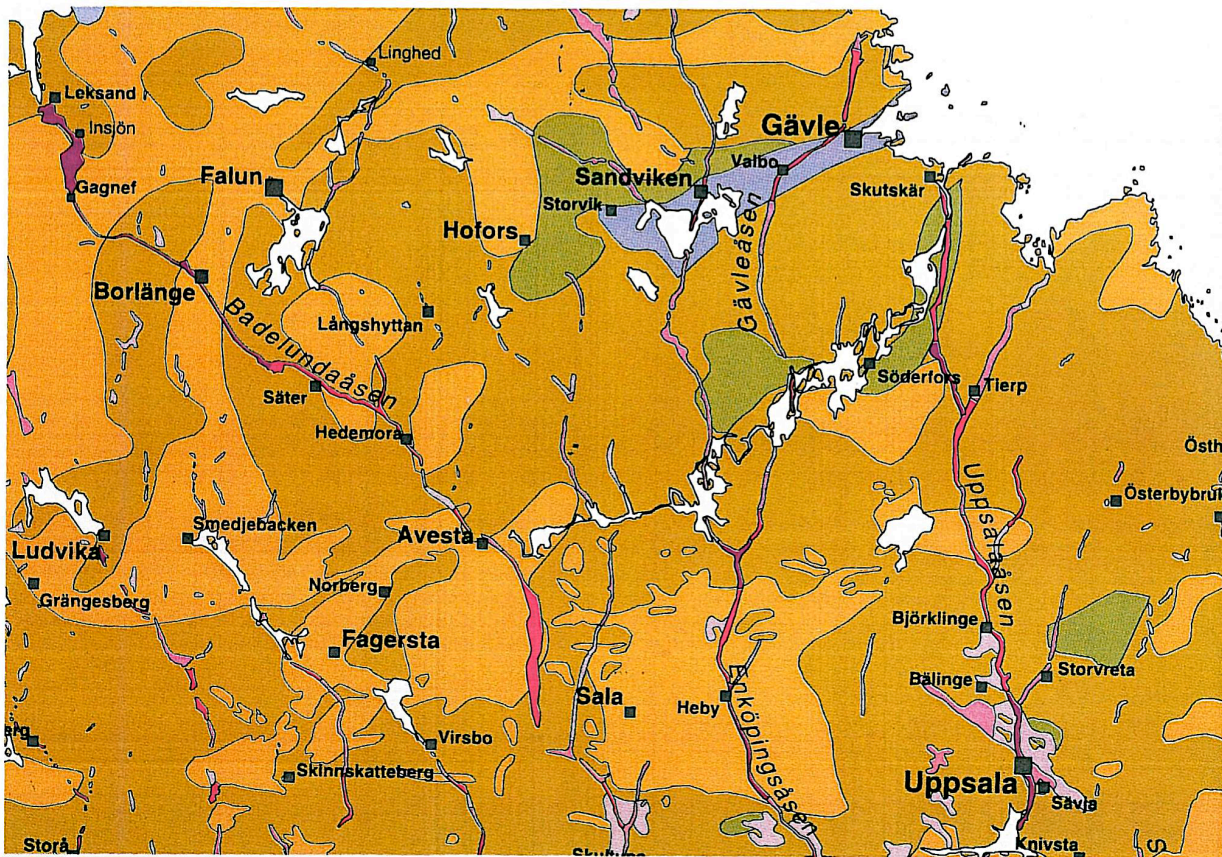 Linghed
Leksand
Insjön
Gävle
Valbo
Falun
Sandviken
Skutskär
Gagnef
Storvik
Hofors
Gävleåsen
Borlänge
Badelundaåsen
Långshyttan
Söderfors
Tierp
Säter
Hedemora
Östh
Uppsalaåsen
Österbybruk
Smedjebacken
Avesta
Ludvika
Norberg
Grängesberg
Björklinge
Fagersta
Storvreta
Bälinge
Sala
Heby
Enköpingsåsen
erg
Virsbo
Skinnskatteberg
Uppsala
Sävja
Storå
Knivsta
S